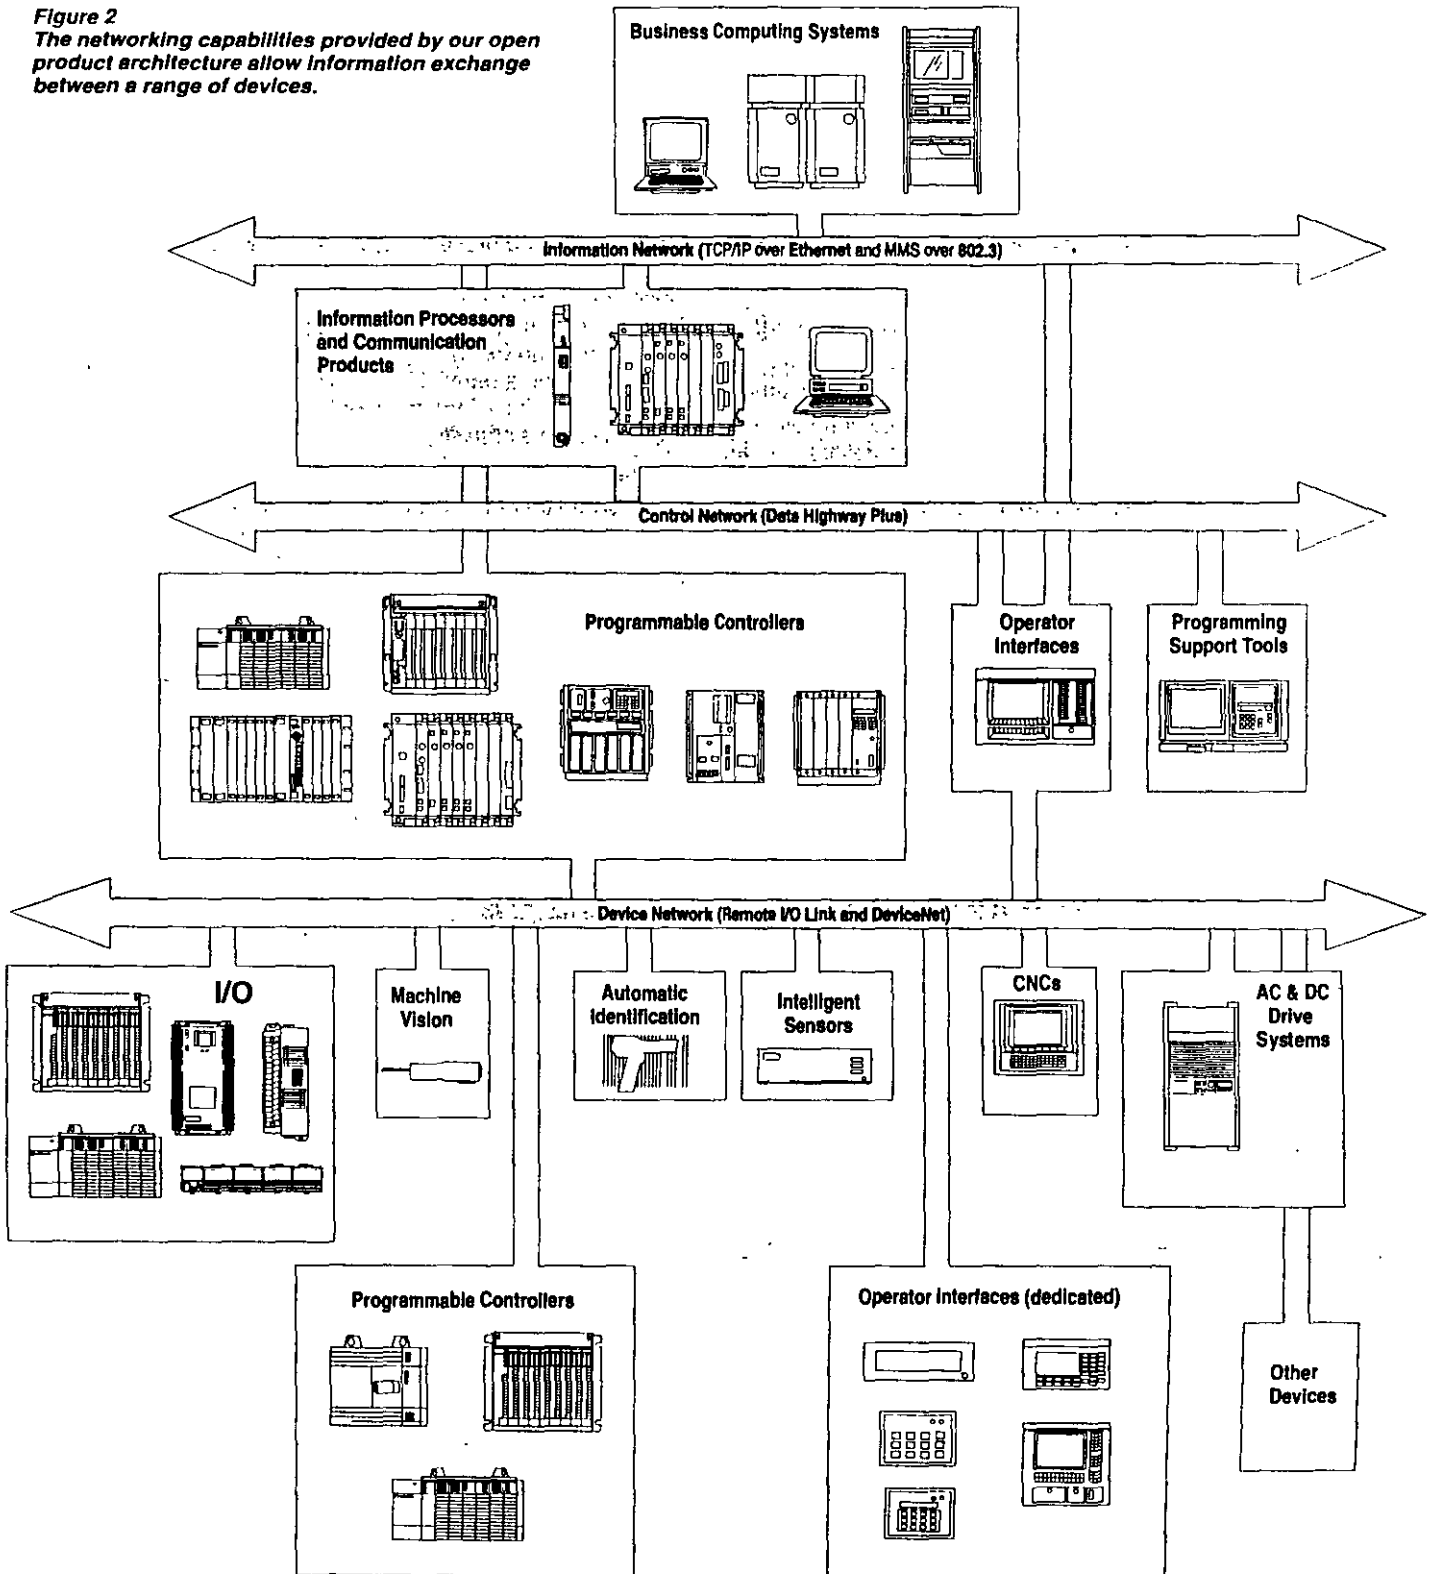 Figure 2
The networking capabilities provided by our open
product architecture allow information exchange
between a range of devices.
Business Computing Systems
Information Network (TCP/IP over Ethernet and MMS over 802.3)
Information Processors
and Communication
Products
Control Network (Data Highway Plus)
Programmable Controllers
Operator
Interfaces
Programming
Support Tools
Device Network (Remote I/O Link and DeviceNet)
I/O
Machine
Vision
Automatic
Identification
Intelligent
Sensors
CNCs
AC & DC
Drive
Systems
Programmable Controllers
Operator Interfaces (dedicated)
Other
Devices